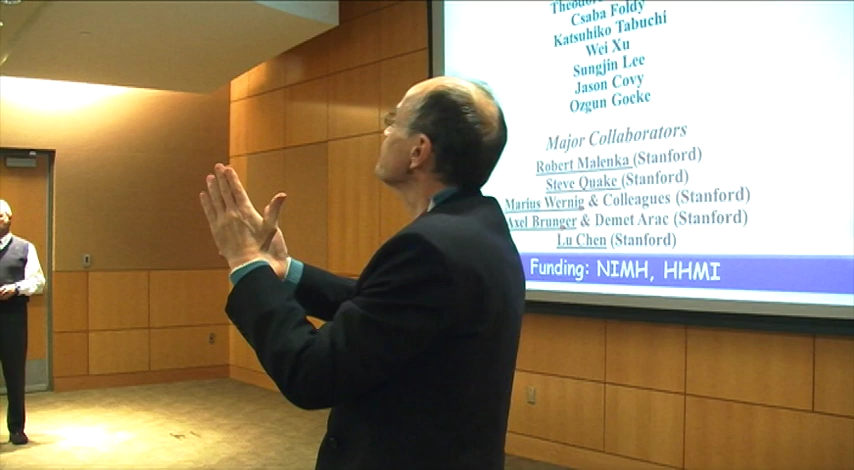 Csaba Foldy
Katsuhiko Tabuchi
Wei Xu
Sungjin Lee
Jason Covy
Ozgun Gocke
Major Collaborators
Robert Malenka (Stanford)
Steve Quake (Stanford)
Marius Wernig & Colleagues (Stanford)
Axel Brunger & Demet Arac (Stanford)
Lu Chen (Stanford)
Funding: NIMH, HHMI